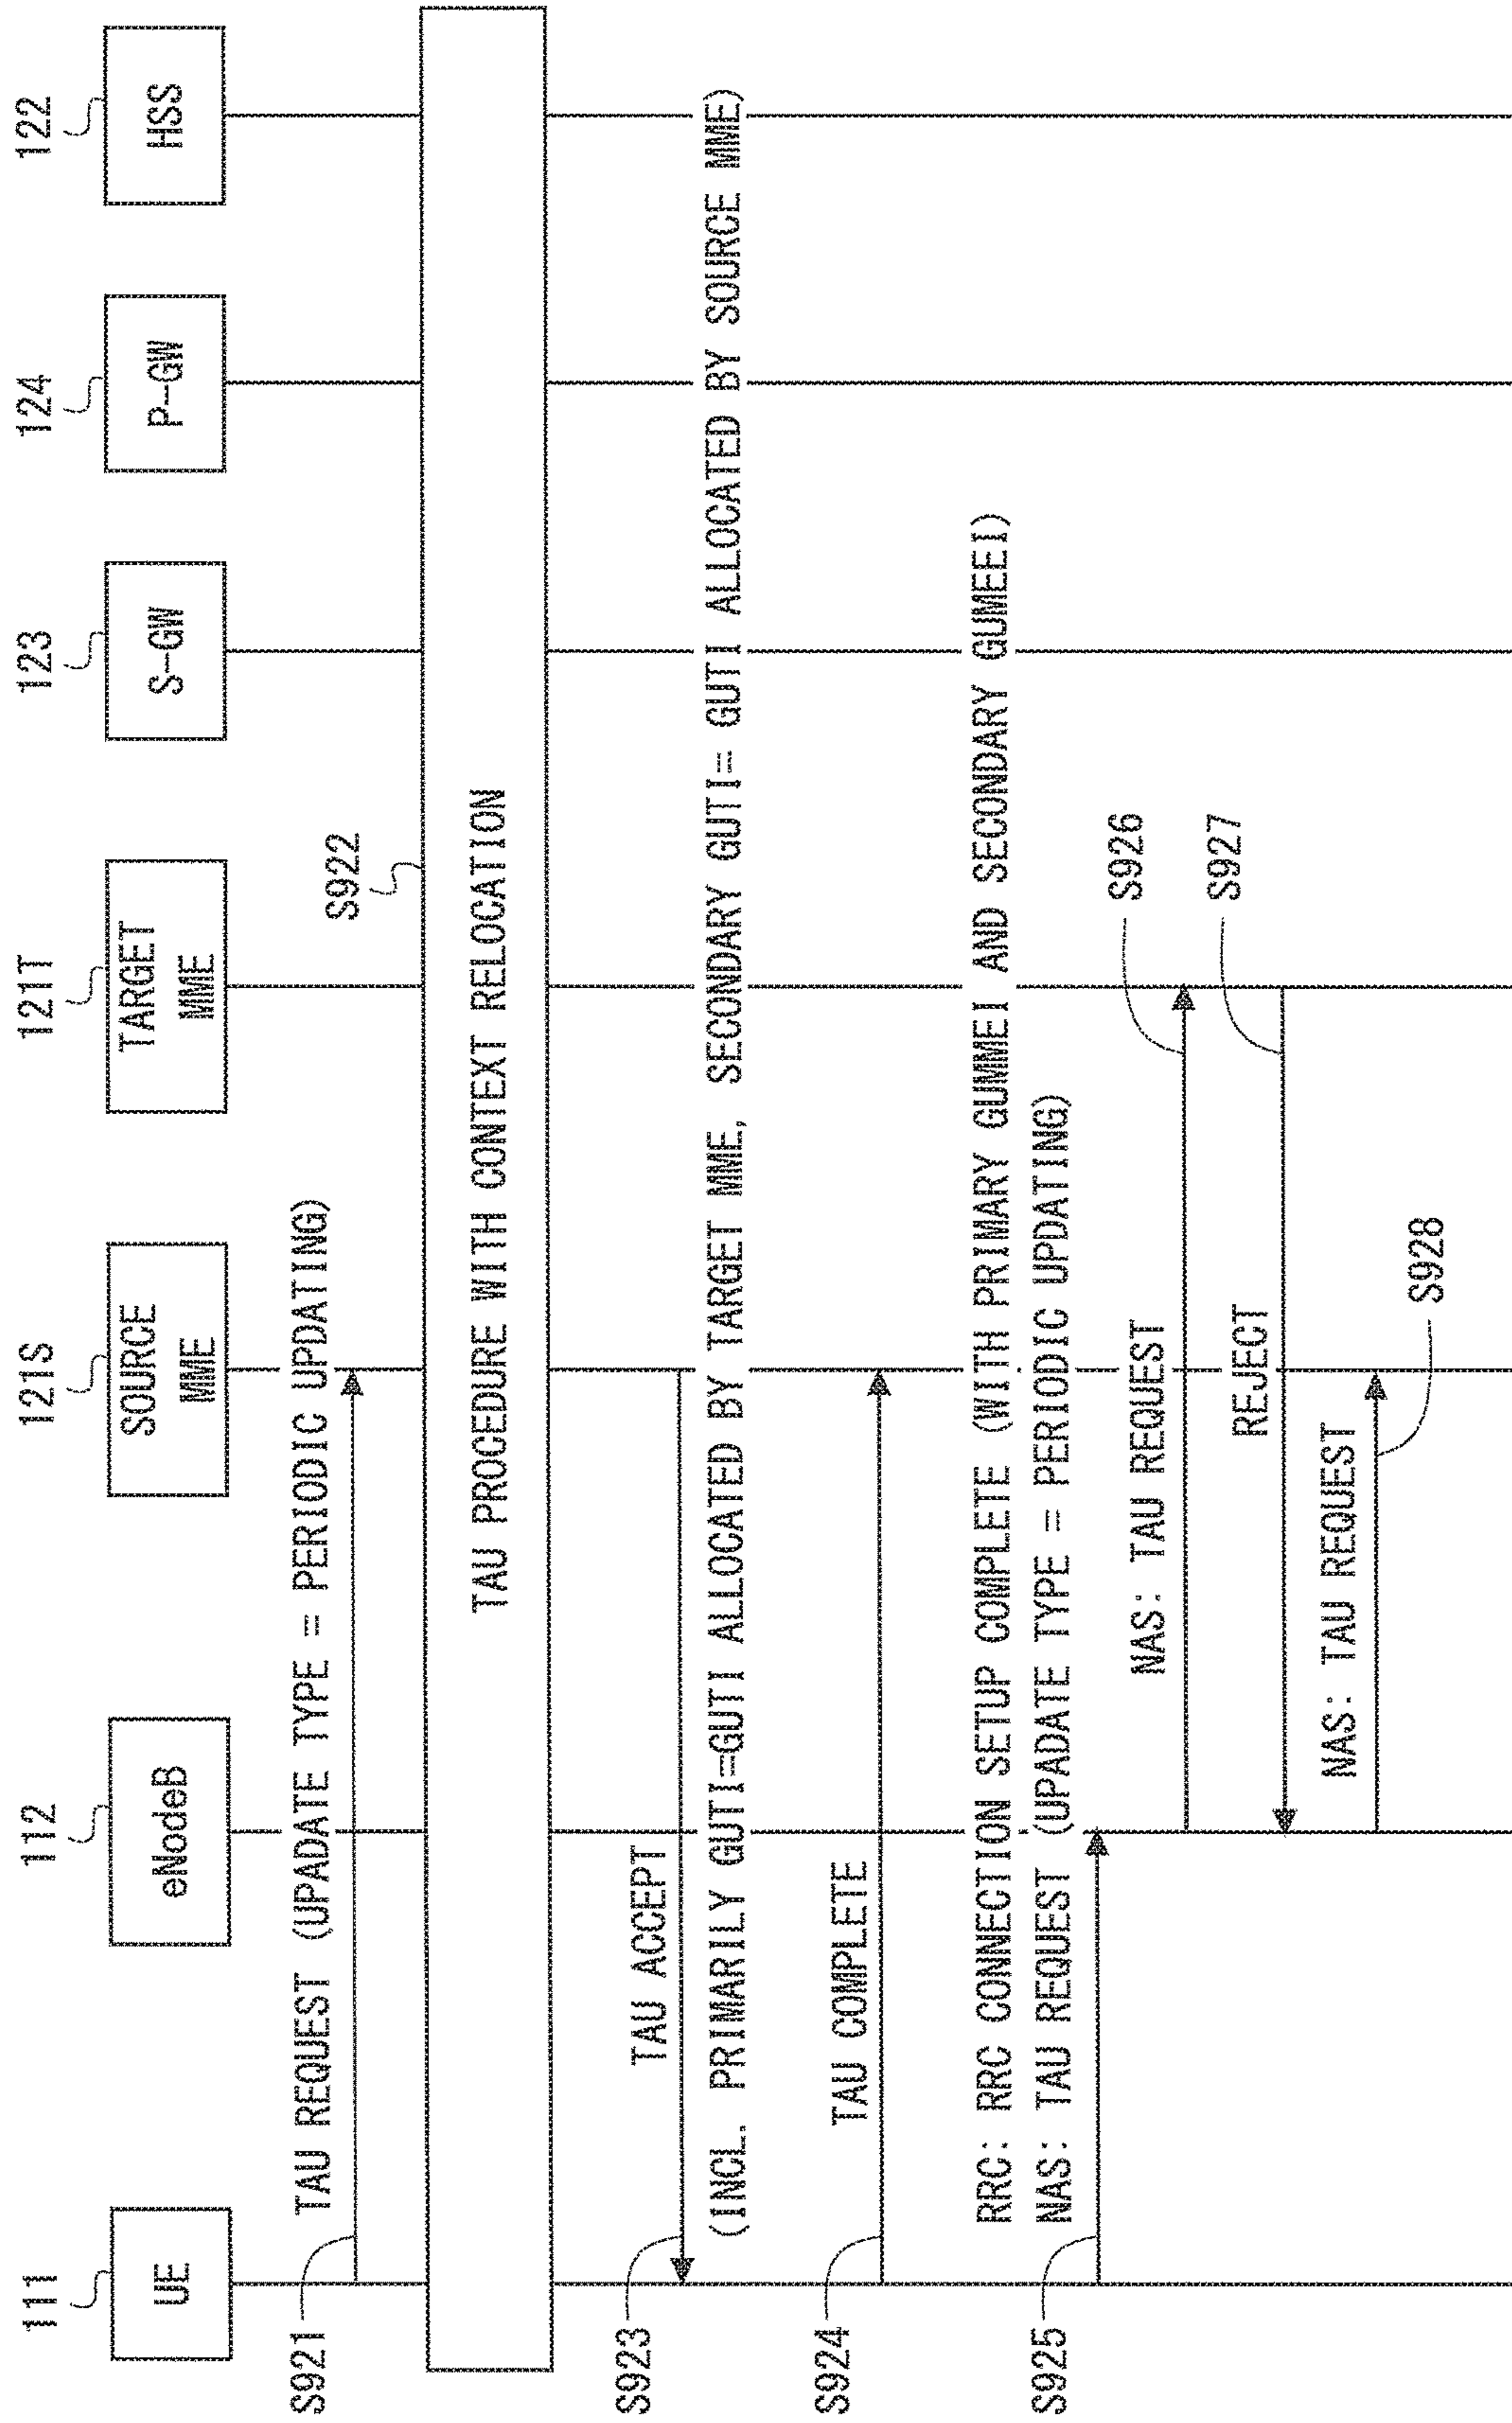 111
112
121S
121T
123
124
122
UE
eNodeB
SOURCE
MME
TARGET
MME
S-GW
P-GW
HSS
S921
TAU REQUEST (UPADATE TYPE = PERIODIC UPDATING)
S922
TAU PROCEDURE WITH CONTEXT RELOCATION
S923
TAU ACCEPT
(INCL. PRIMARILY GUTI=GUTI ALLOCATED BY TARGET MME, SECONDARY GUTI= GUTI ALLOCATED BY SOURCE MME)
S924
TAU COMPLETE
RRC: RRC CONNECTION SETUP COMPLETE (WITH PRIMARY GUMMEI AND SECONDARY GUMEEI)
S925
NAS: TAU REQUEST (UPADATE TYPE = PERIODIC UPDATING)
NAS: TAU REQUEST
S926
REJECT
S927
NAS: TAU REQUEST
S928